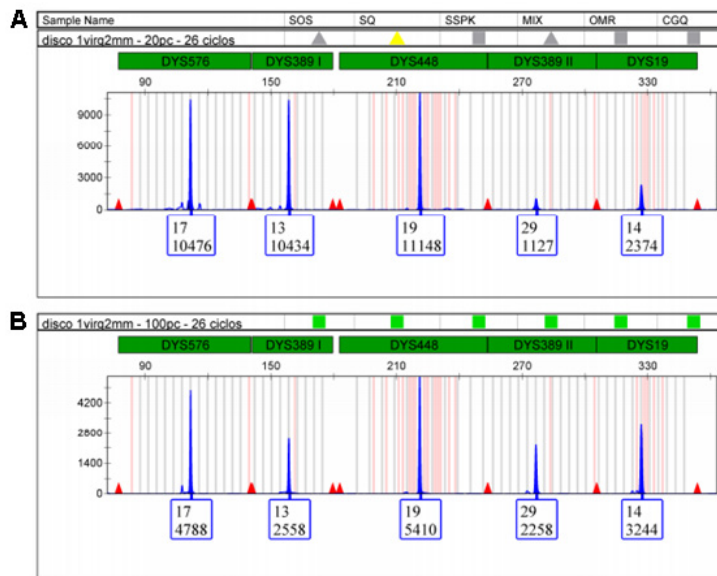 A
Sample Name SOS SQ SSPK MIX OMR CGQ
disco 1virg2mm - 20pc - 26 ciclos
DYS576 DYS389 I DYS448 DYS389 II DYS19
90 150 210 270 330
9000
6000
3000
0
17 13 19 29 14
10476 10434 11148 1127 2374
B
disco 1virg2mm - 100pc - 26 ciclos
DYS576 DYS389 I DYS448 DYS389 II DYS19
90 150 210 270 330
4200
2800
1400
0
17 13 19 29 14
4788 2558 5410 2258 3244